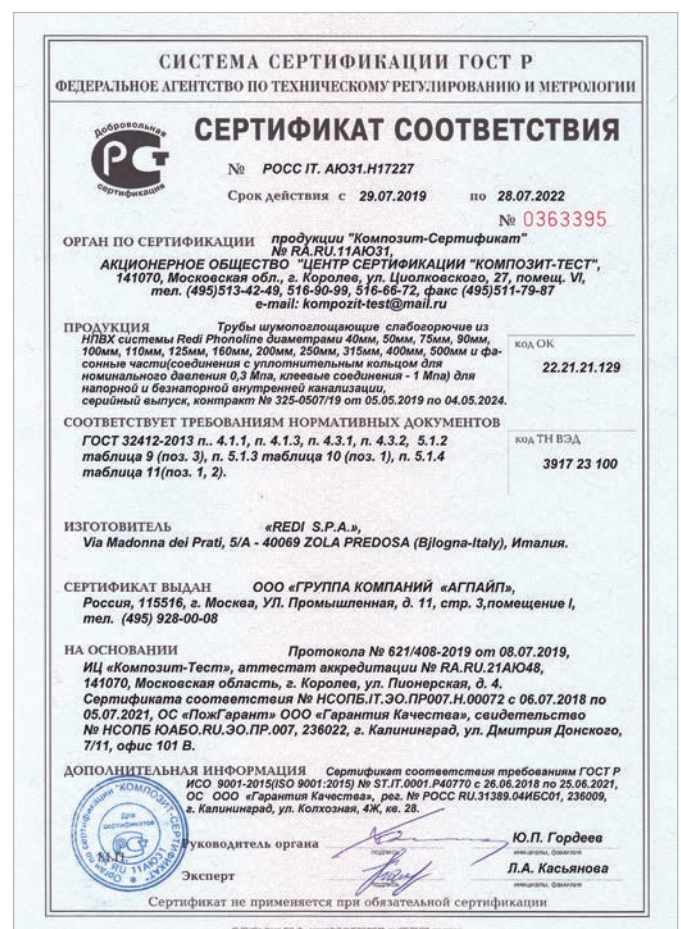 СИСТЕМА СЕРТИФИКАЦИИ ГОСТ Р
ФЕДЕРАЛЬНОЕ АГЕНТСТВО ПО ТЕХНИЧЕСКОМУ РЕГУЛИРОВАНИЮ И МЕТРОЛОГИИ
Добровольная
РСТ
сертификация
СЕРТИФИКАТ СООТВЕТСТВИЯ
№ РОСС IT. АЮ31.Н17227
Срок действия с 29.07.2019 по 28.07.2022
№ 0363395
ОРГАН ПО СЕРТИФИКАЦИИ продукции "Композит-Сертификат"
№ RA.RU.11АЮ31,
АКЦИОНЕРНОЕ ОБЩЕСТВО "ЦЕНТР СЕРТИФИКАЦИИ "КОМПОЗИТ-ТЕСТ",
141070, Московская обл., г. Королев, ул. Циолковского, 27, помещ. VI,
тел. (495)513-42-49, 516-90-99, 516-66-72, факс (495)511-79-87
e-mail: kompozit-test@mail.ru
ПРОДУКЦИЯ Трубы шумопоглощающие слабогорючие из
НПВХ системы Redi Phonoline диаметрами 40мм, 50мм, 75мм, 90мм,
100мм, 110мм, 125мм, 160мм, 200мм, 250мм, 315мм, 400мм, 500мм и фа-
сонные части(соединения с уплотнительным кольцом для
номинального давления 0,3 Мпа, клеевые соединения - 1 Мпа) для
напорной и безнапорной внутренней канализации,
серийный выпуск, контракт № 325-0507/19 от 05.05.2019 по 04.05.2024.
код ОК
22.21.21.129
СООТВЕТСТВУЕТ ТРЕБОВАНИЯМ НОРМАТИВНЫХ ДОКУМЕНТОВ
ГОСТ 32412-2013 п.. 4.1.1, п. 4.1.3, п. 4.3.1, п. 4.3.2, 5.1.2
таблица 9 (поз. 3), п. 5.1.3 таблица 10 (поз. 1), п. 5.1.4
таблица 11(поз. 1, 2).
код ТН ВЭД
3917 23 100
ИЗГОТОВИТЕЛЬ «REDI S.P.A.»,
Via Madonna dei Prati, 5/A - 40069 ZOLA PREDOSA (Bjlogna-Italy), Италия.
СЕРТИФИКАТ ВЫДАН ООО «ГРУППА КОМПАНИЙ «АГПАЙП»,
Россия, 115516, г. Москва, УЛ. Промышленная, д. 11, стр. 3,помещение I,
тел. (495) 928-00-08
НА ОСНОВАНИИ Протокола № 621/408-2019 от 08.07.2019,
ИЦ «Композит-Тест», аттестат аккредитации № RA.RU.21АЮ48,
141070, Московская область, г. Королев, ул. Пионерская, д. 4.
Сертификата соответствия № НСОПБ.IT.ЭО.ПР007.Н.00072 с 06.07.2018 по
05.07.2021, ОС «ПожГарант» ООО «Гарантия Качества», свидетельство
№ НСОПБ ЮАБО.RU.ЭО.ПР.007, 236022, г. Калининград, ул. Дмитрия Донского,
7/11, офис 101 В.
ДОПОЛНИТЕЛЬНАЯ ИНФОРМАЦИЯ Сертификат соответствия требованиям ГОСТ Р
ИСО 9001-2015(ISO 9001:2015) № ST.IT.0001.P40770 с 26.06.2018 по 25.06.2021,
ОС ООО «Гарантия Качества», рег. № РОСС RU.31389.04ИБС01, 236009,
г. Калининград, ул. Колхозная, 4Ж, кв. 28.
Орган по сертификации "КОМПОЗИТ-СЕРТИФИКАТ"
Для сертификатов
RU 11АЮ31
М.П.
Руководитель органа
подпись
Ю.П. Гордеев
инициалы, фамилия
Эксперт
подпись
Л.А. Касьянова
инициалы, фамилия
Сертификат не применяется при обязательной сертификации